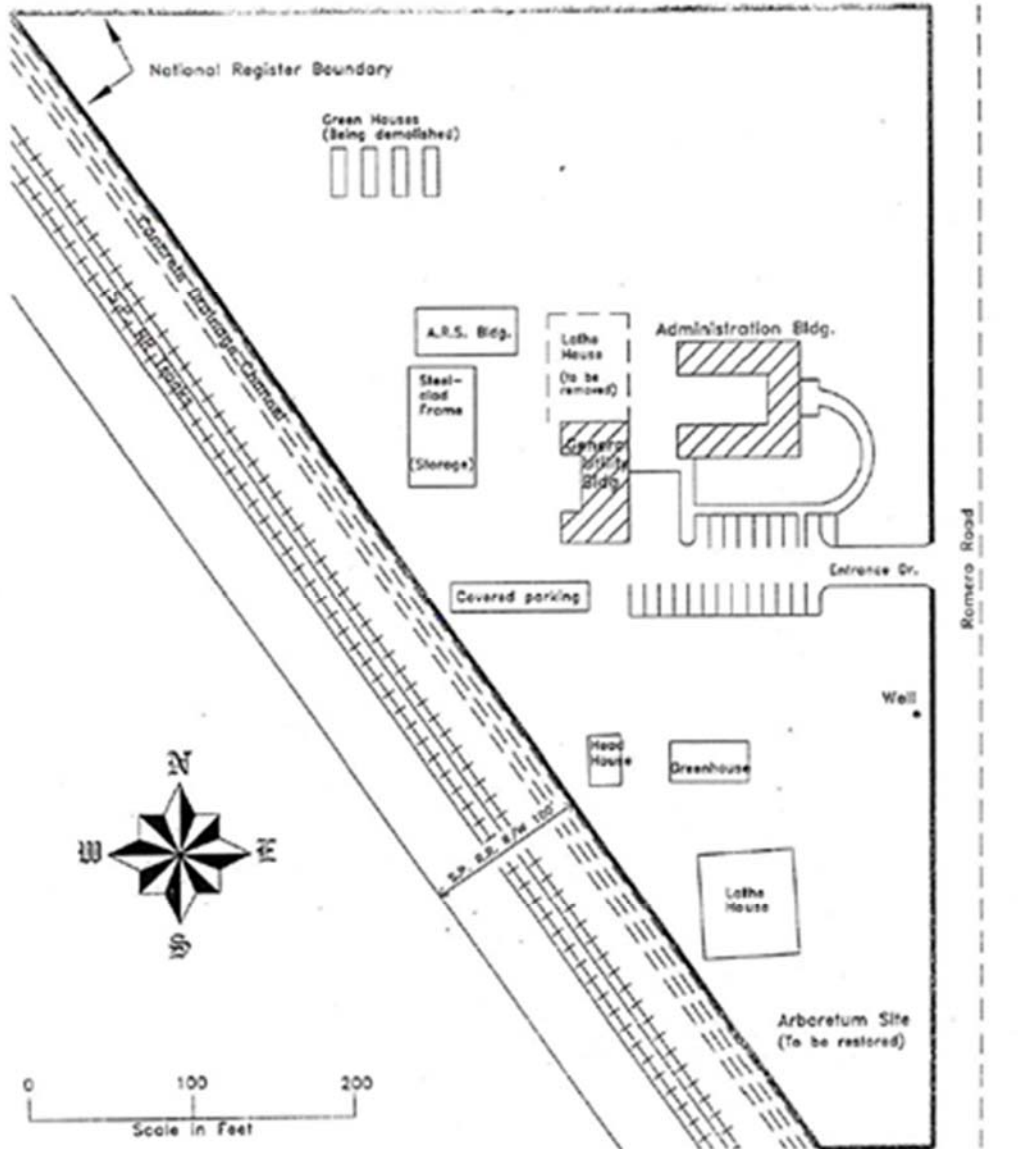 National Register Boundary
Green Houses
(Being demolished)
Concrete Drainage Channel
S.P. RR Tracks
A.R.S. Bldg.
Lathe
House
(to be
removed)
Administration Bldg.
Steel-
clad
Frame
(Storage)
General
Utility
Bldg
Entrance Dr.
Romero Road
Covered parking
Well
Head
House
Greenhouse
N
W
E
S
S.P. R.R. R/W 100'
Lathe
House
Arboretum Site
(To be restored)
0 100 200
Scale in Feet